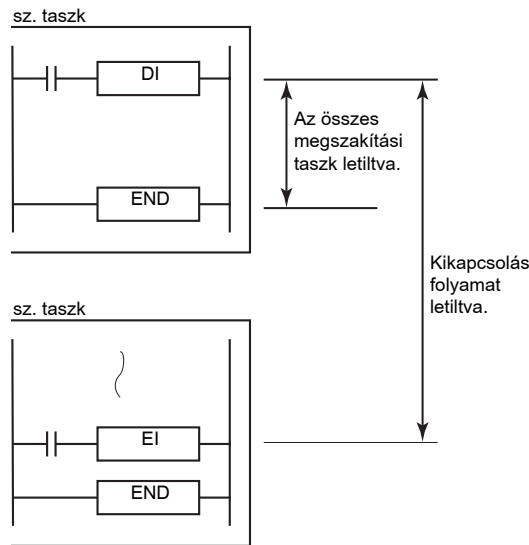 sz. taszk
DI
Az összes
megszakítási
taszk letiltva.
END
Kikapcsolás
folyamat
letiltva.
sz. taszk
EI
END